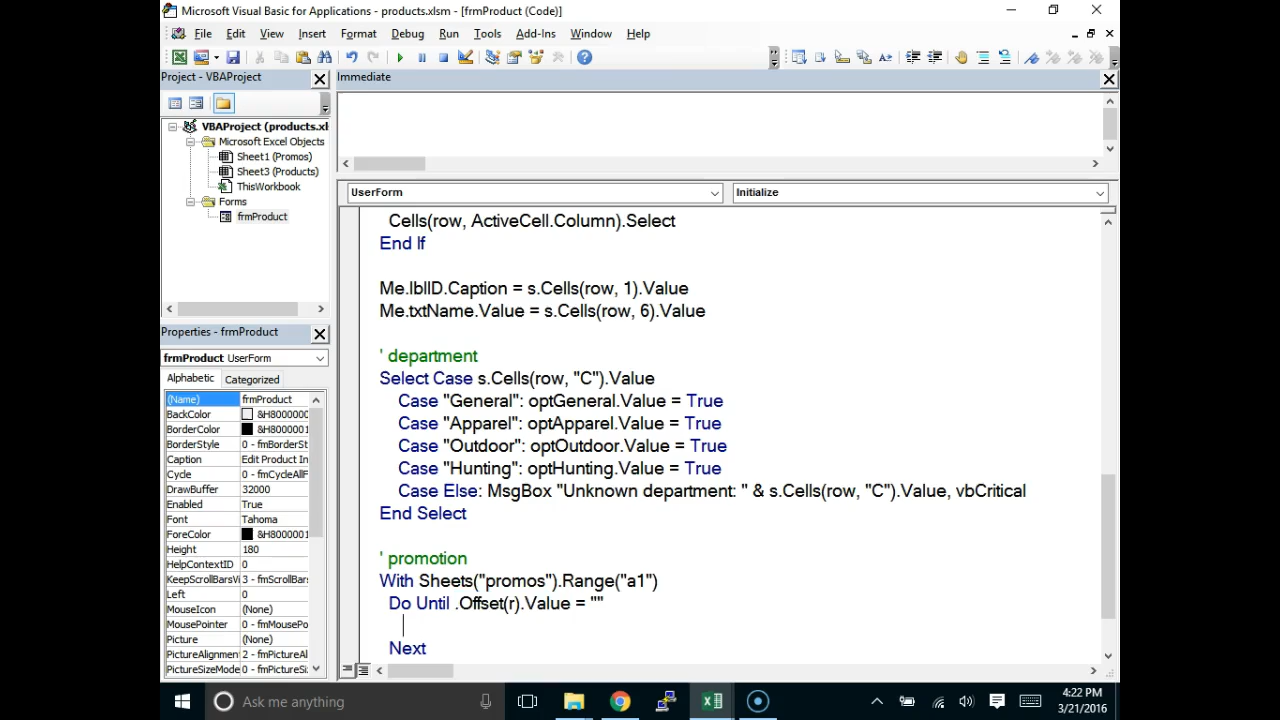 Microsoft Visual Basic for Applications - products.xlsm - [frmProduct (Code)]
File Edit View Insert Format Debug Run Tools Add-Ins Window Help
Project - VBAProject
VBAProject (products.xl
Microsoft Excel Objects
Sheet1 (Promos)
Sheet3 (Products)
ThisWorkbook
Forms
frmProduct
Properties - frmProduct
frmProduct UserForm
Alphabetic Categorized
(Name) frmProduct
BackColor &H8000000
BorderColor &H8000001
BorderStyle 0 - fmBorderSt
Caption Edit Product In
Cycle 0 - fmCycleAllF
DrawBuffer 32000
Enabled True
Font Tahoma
ForeColor &H8000001
Height 180
HelpContextID 0
KeepScrollBarsVi 3 - fmScrollBars
Left 0
MouseIcon (None)
MousePointer 0 - fmMousePo
Picture (None)
PictureAlignmen 2 - fmPictureAl
PictureSizeMode 0 - fmPictureSi
Immediate
UserForm Initialize
Cells(row, ActiveCell.Column).Select
End If
Me.lblID.Caption = s.Cells(row, 1).Value
Me.txtName.Value = s.Cells(row, 6).Value
' department
Select Case s.Cells(row, "C").Value
Case "General": optGeneral.Value = True
Case "Apparel": optApparel.Value = True
Case "Outdoor": optOutdoor.Value = True
Case "Hunting": optHunting.Value = True
Case Else: MsgBox "Unknown department: " & s.Cells(row, "C").Value, vbCritical
End Select
' promotion
With Sheets("promos").Range("a1")
Do Until .Offset(r).Value = ""
Next
Ask me anything
4:22 PM
3/21/2016